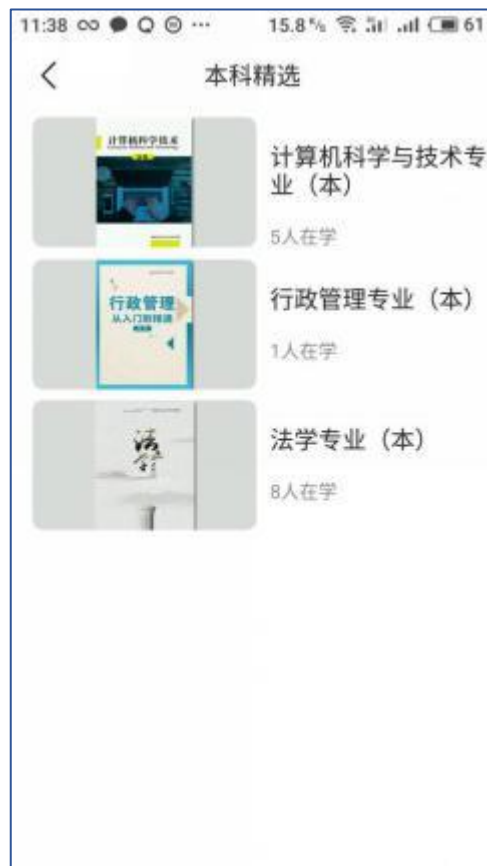 11:38 ··· 15.8 K/s 61
本科精选
计算机科学技术
计算机科学与技术专
业（本）
5人在学
行政管理
从入门到精通
行政管理专业（本）
1人在学
法学专业（本）
8人在学